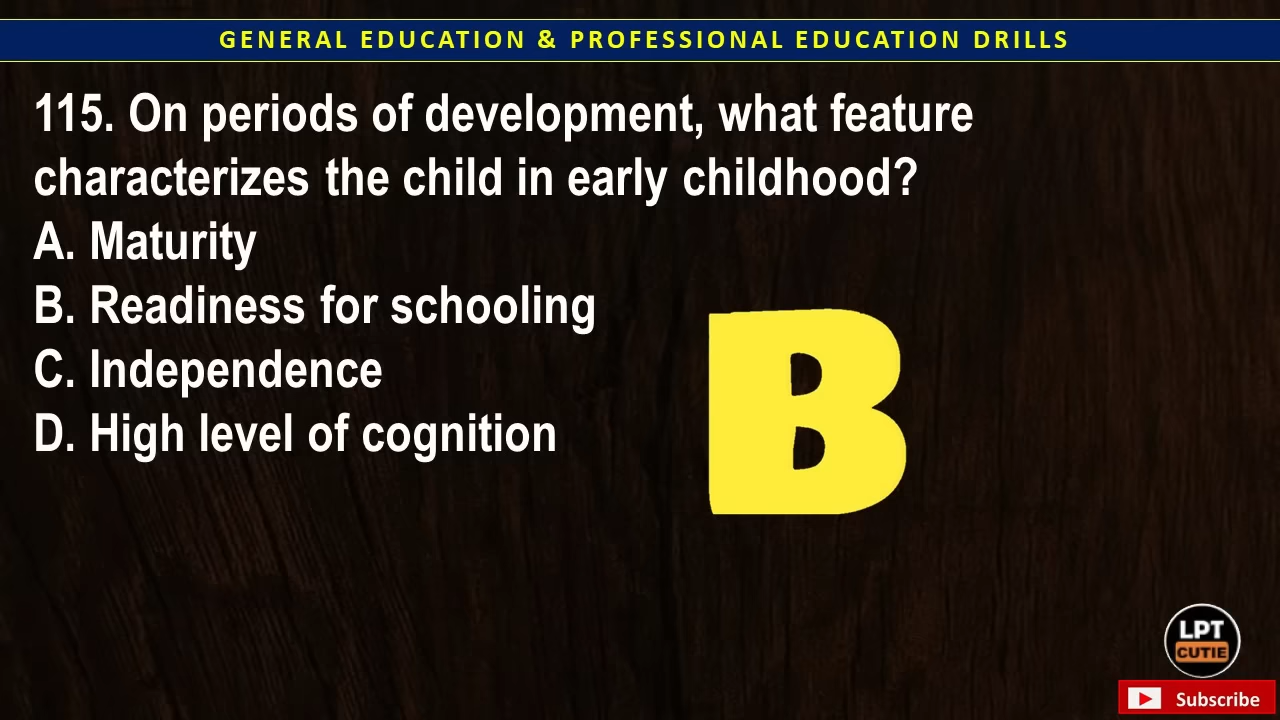 GENERAL EDUCATION & PROFESSIONAL EDUCATION DRILLS
115. On periods of development, what feature
characterizes the child in early childhood?
A. Maturity
B. Readiness for schooling
C. Independence
D. High level of cognition
B
LPT
CUTIE
Subscribe